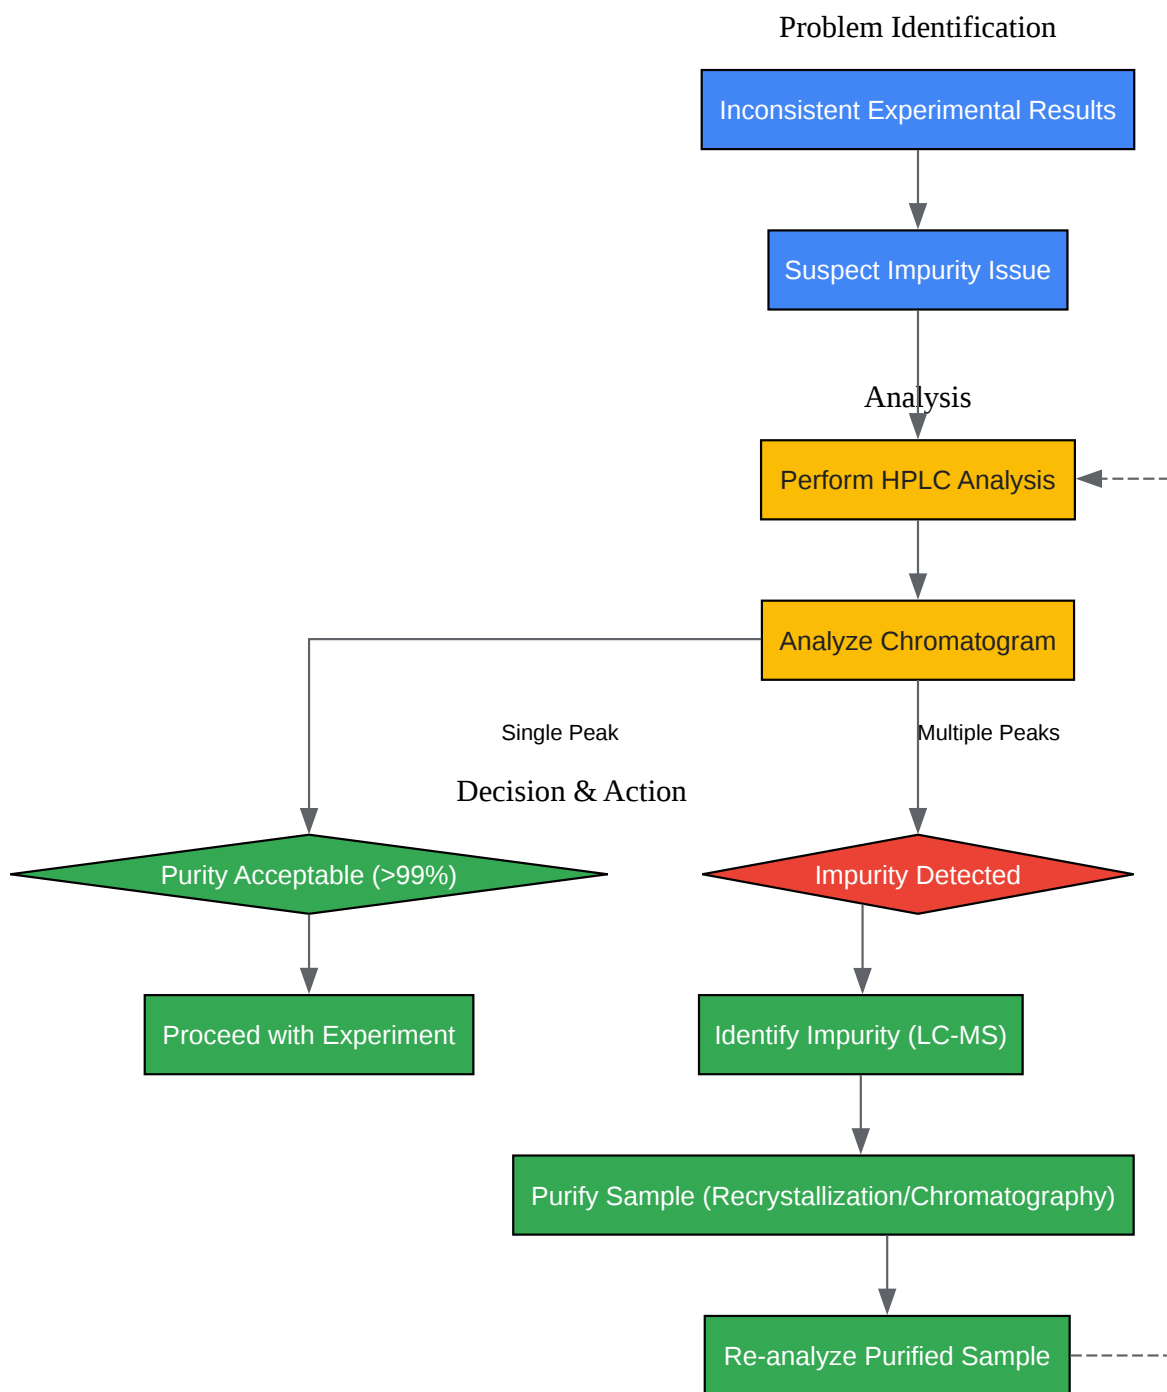 Problem Identification
Inconsistent Experimental Results
Suspect Impurity Issue
Analysis
Perform HPLC Analysis
Analyze Chromatogram
Single Peak
Multiple Peaks
Decision & Action
Purity Acceptable (>99%)
Impurity Detected
Proceed with Experiment
Identify Impurity (LC-MS)
Purify Sample (Recrystallization/Chromatography)
Re-analyze Purified Sample